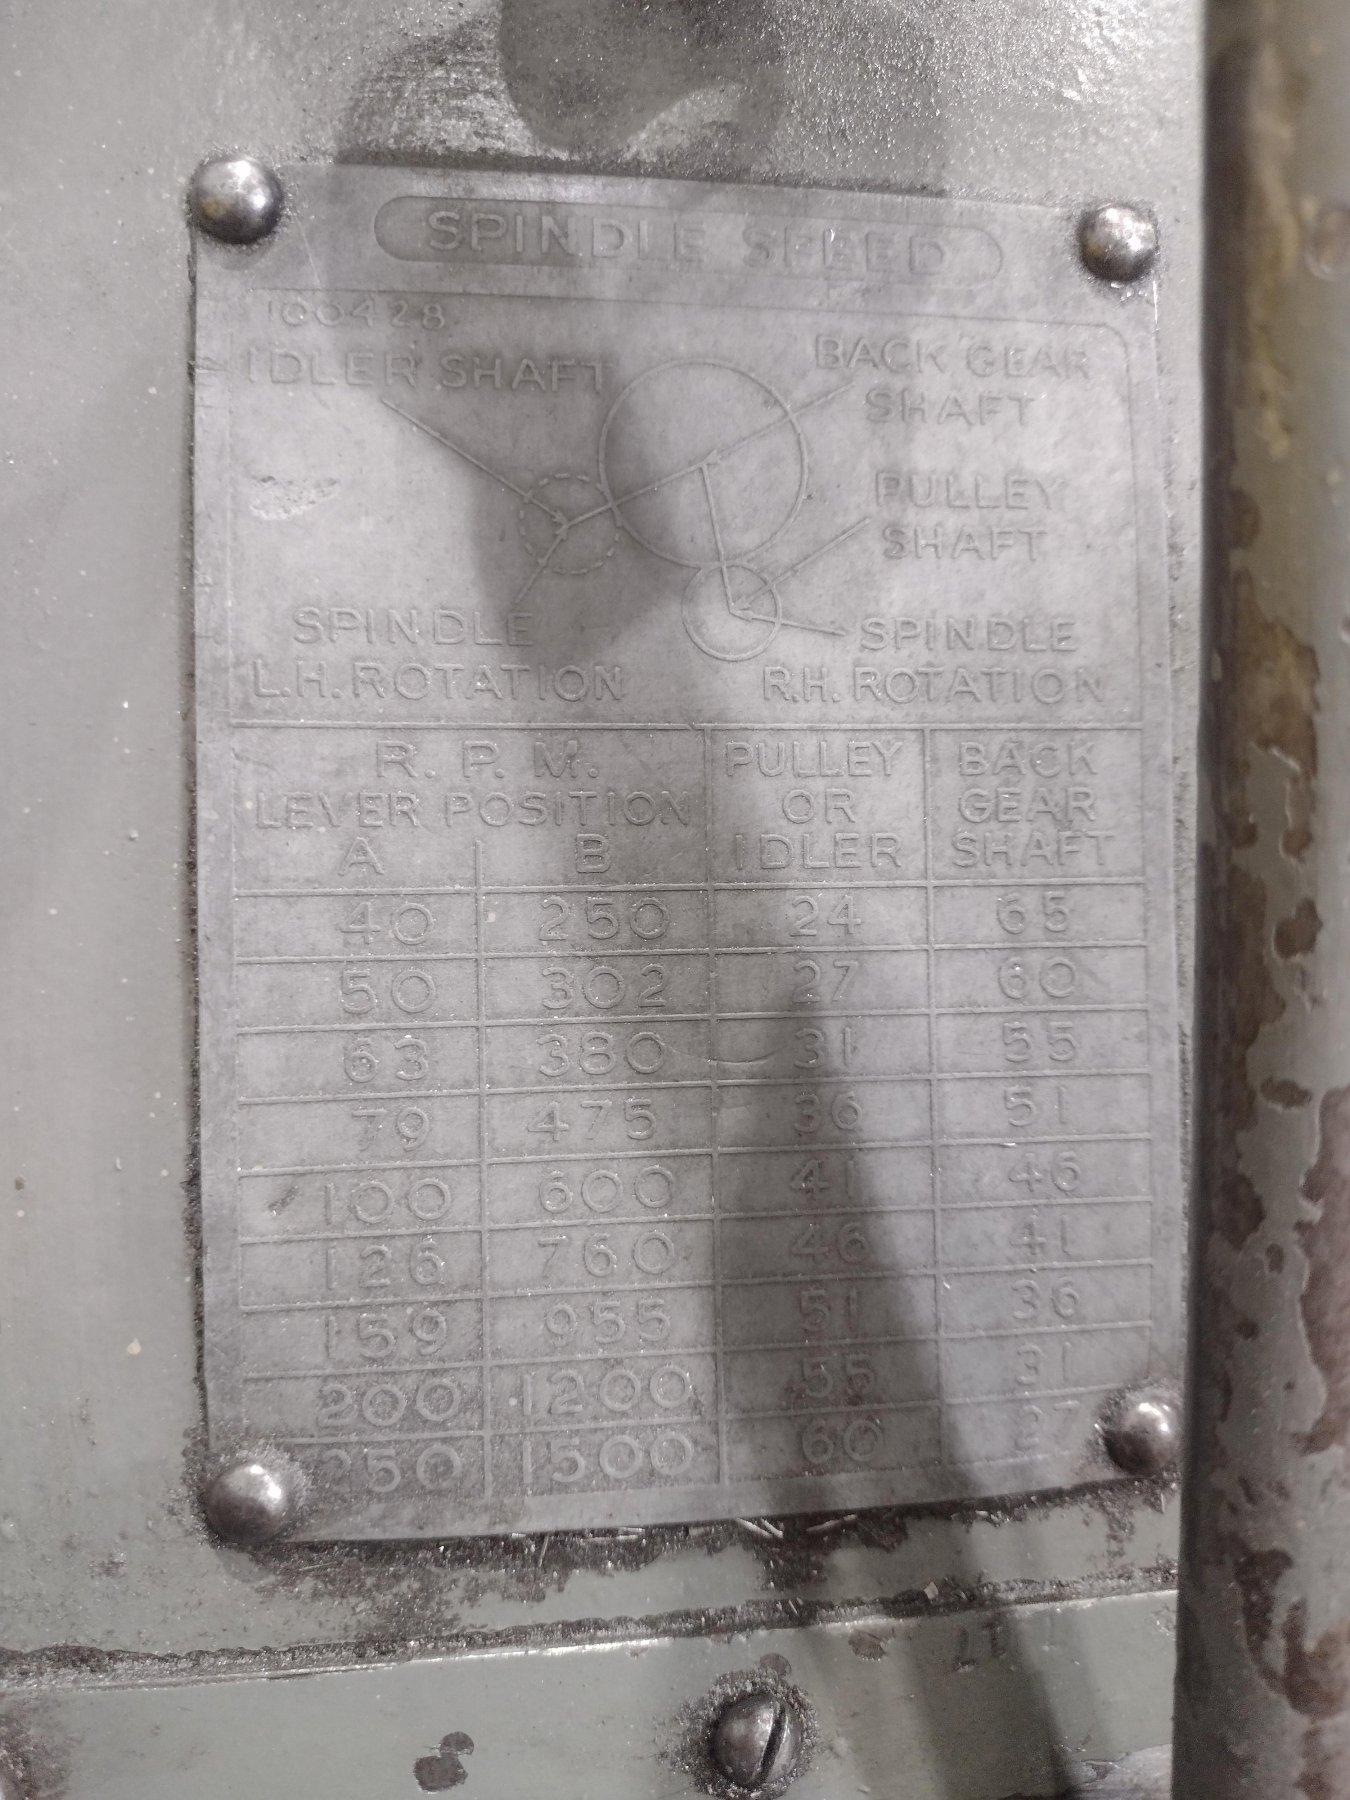 SPINDLE SPEED
100428
IDLER SHAFT
BACK GEAR
SHAFT
PULLEY
SHAFT
SPINDLE
L.H. ROTATION
SPINDLE
R.H. ROTATION
R. P. M.
LEVER POSITION
A B
PULLEY
OR
IDLER
BACK
GEAR
SHAFT
40 250 24 65
50 302 27 60
63 380 31 55
79 475 36 51
100 600 41 46
126 760 46 41
159 955 51 36
200 1200 55 31
250 1500 60 27